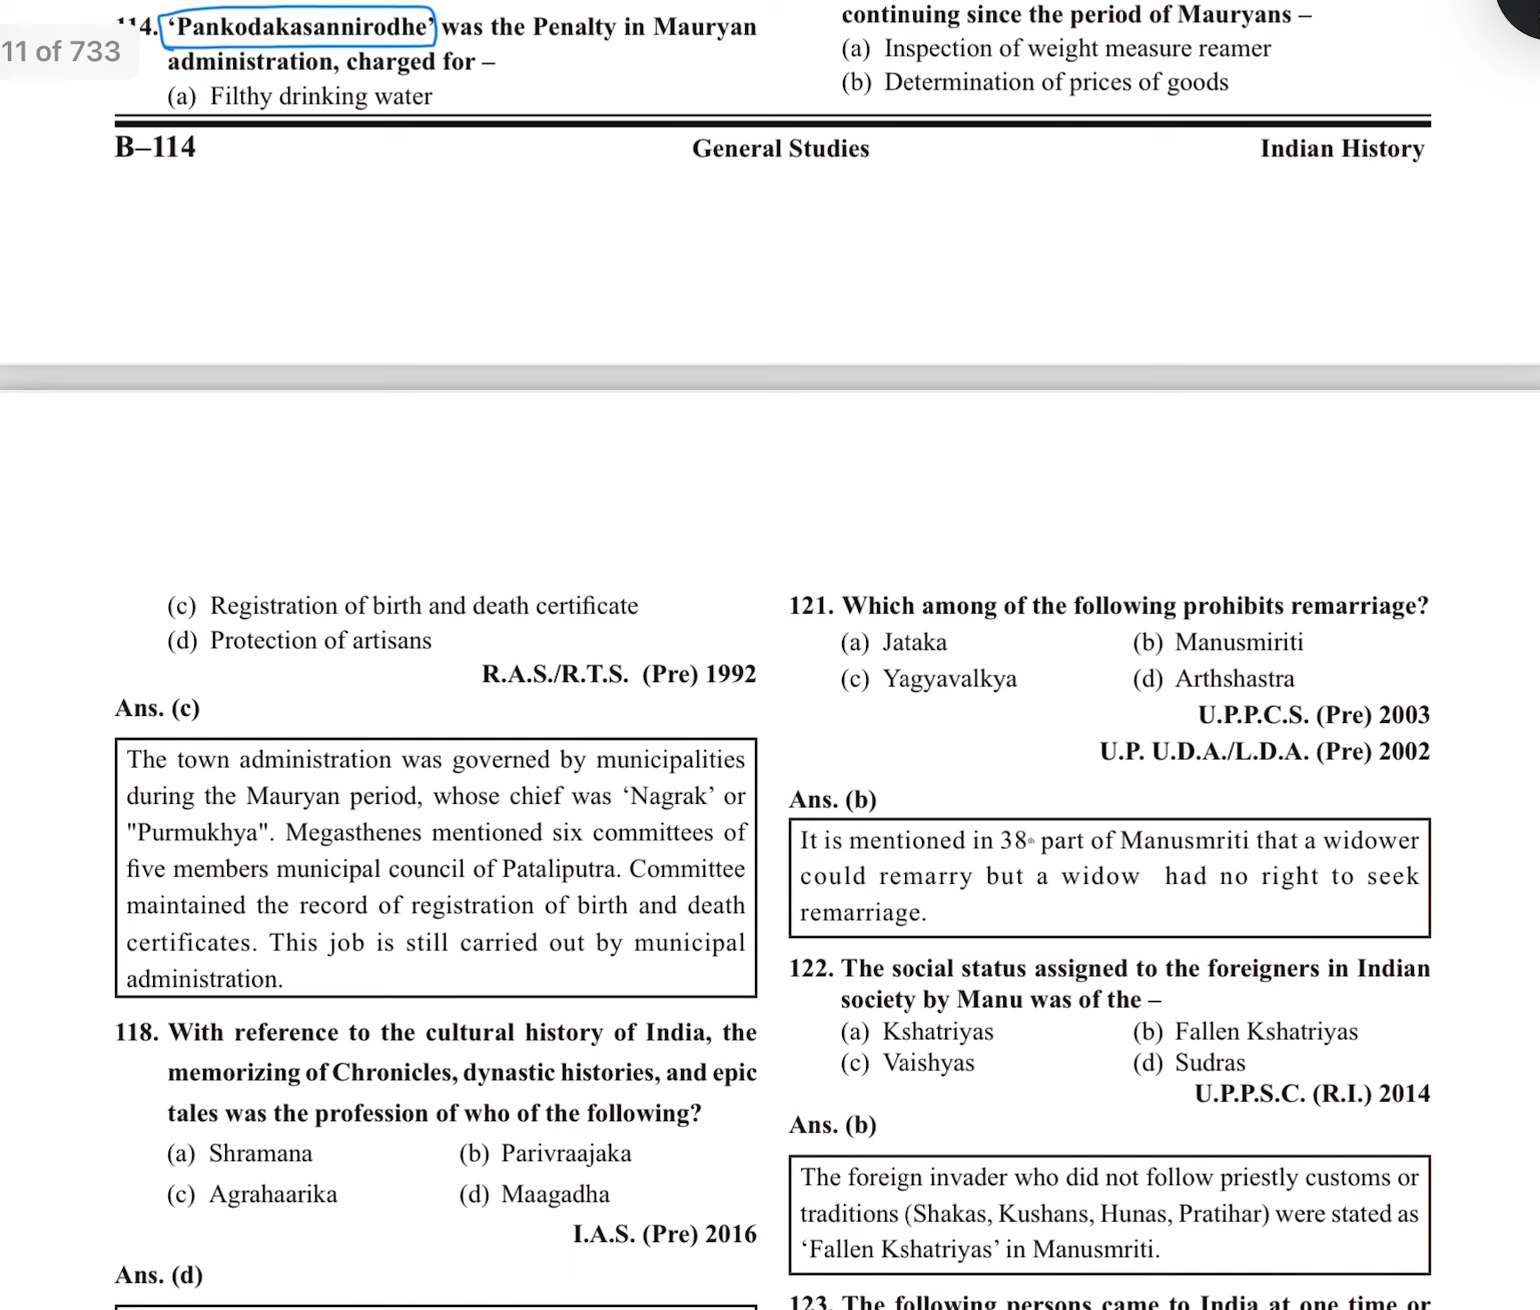 114. ‘Pankodakasannirodhe’ was the Penalty in Mauryan
administration, charged for –
(a) Filthy drinking water
continuing since the period of Mauryans –
(a) Inspection of weight measure reamer
(b) Determination of prices of goods
11 of 733
B–114 General Studies Indian History
(c) Registration of birth and death certificate
(d) Protection of artisans
R.A.S./R.T.S. (Pre) 1992
Ans. (c)
The town administration was governed by municipalities
during the Mauryan period, whose chief was ‘Nagrak’ or
"Purmukhya". Megasthenes mentioned six committees of
five members municipal council of Pataliputra. Committee
maintained the record of registration of birth and death
certificates. This job is still carried out by municipal
administration.
118. With reference to the cultural history of India, the
memorizing of Chronicles, dynastic histories, and epic
tales was the profession of who of the following?
(a) Shramana (b) Parivraajaka
(c) Agrahaarika (d) Maagadha
I.A.S. (Pre) 2016
Ans. (d)
121. Which among of the following prohibits remarriage?
(a) Jataka (b) Manusmiriti
(c) Yagyavalkya (d) Arthshastra
U.P.P.C.S. (Pre) 2003
U.P. U.D.A./L.D.A. (Pre) 2002
Ans. (b)
It is mentioned in 38th part of Manusmriti that a widower
could remarry but a widow had no right to seek
remarriage.
122. The social status assigned to the foreigners in Indian
society by Manu was of the –
(a) Kshatriyas (b) Fallen Kshatriyas
(c) Vaishyas (d) Sudras
U.P.P.S.C. (R.I.) 2014
Ans. (b)
The foreign invader who did not follow priestly customs or
traditions (Shakas, Kushans, Hunas, Pratihar) were stated as
‘Fallen Kshatriyas’ in Manusmriti.
123. The following persons came to India at one time or